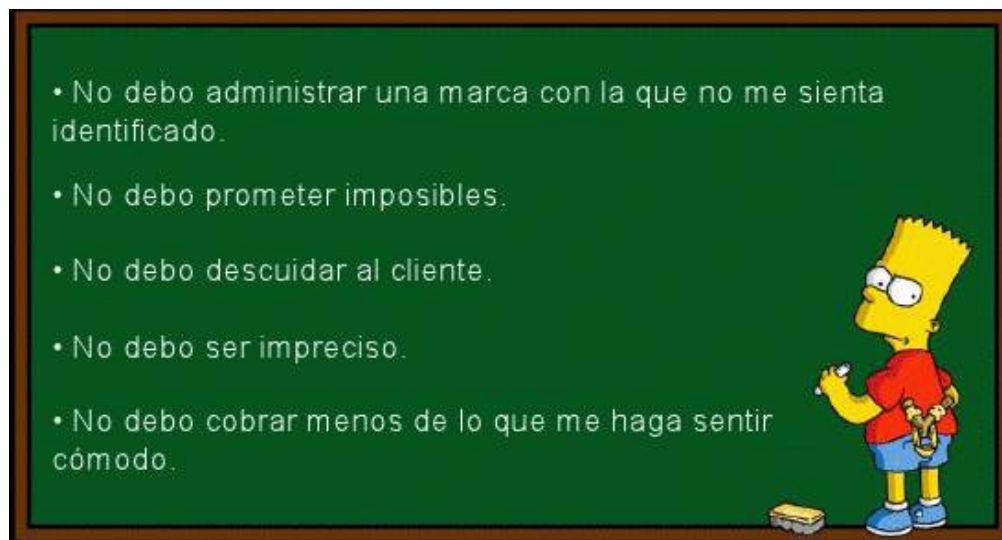 • No debo administrar una marca con la que no me sienta
identificado.
• No debo prometer imposibles.
• No debo descuidar al cliente.
• No debo ser impreciso.
• No debo cobrar menos de lo que me haga sentir
cómodo.